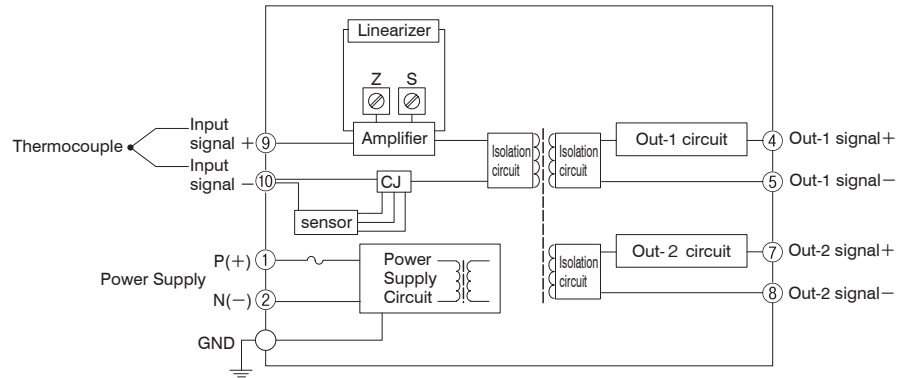 Linearizer
Z
S
Amplifier
Thermocouple
Input
signal +
9
Input
signal −
10
CJ
sensor
Isolation
circuit
Isolation
circuit
Out-1 circuit
4
Out-1 signal+
5
Out-1 signal−
Isolation
circuit
Out- 2 circuit
7
Out-2 signal+
8
Out-2 signal−
Power Supply
P(+)
1
N(−)
2
Power
Supply
Circuit
GND